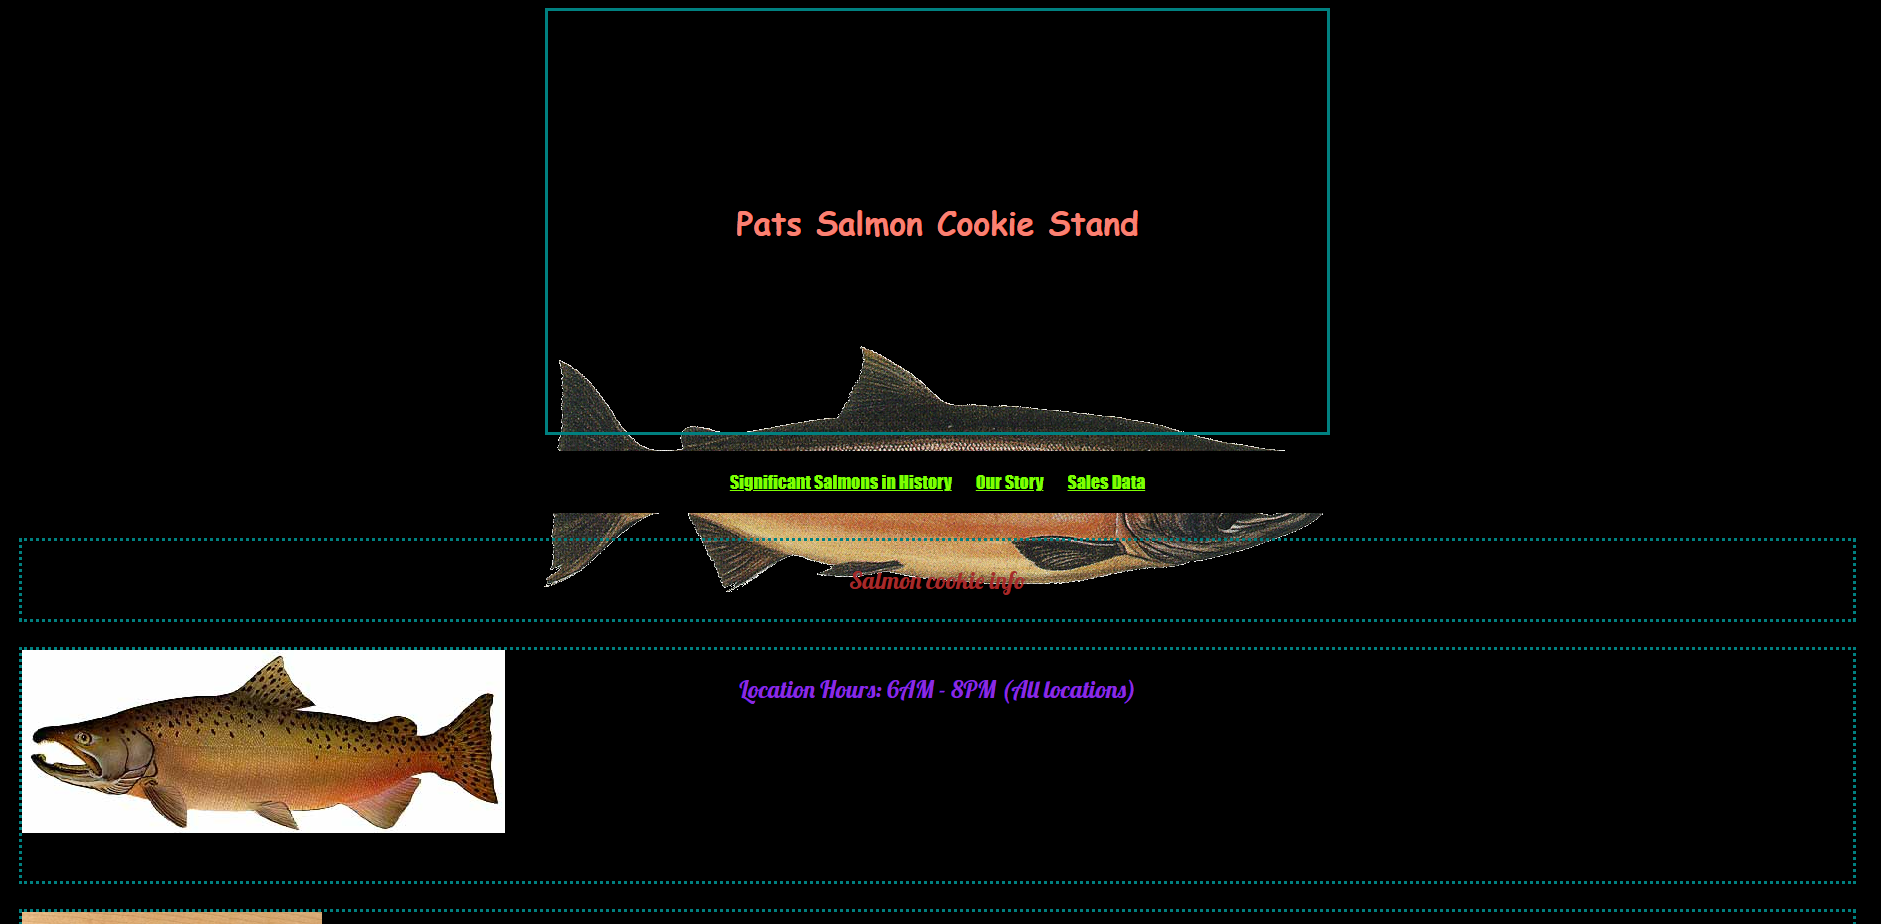 Pats Salmon Cookie Stand
Significant Salmons in History Our Story Sales Data
Salmon cookie info
Location Hours: 6AM - 8PM (All locations)